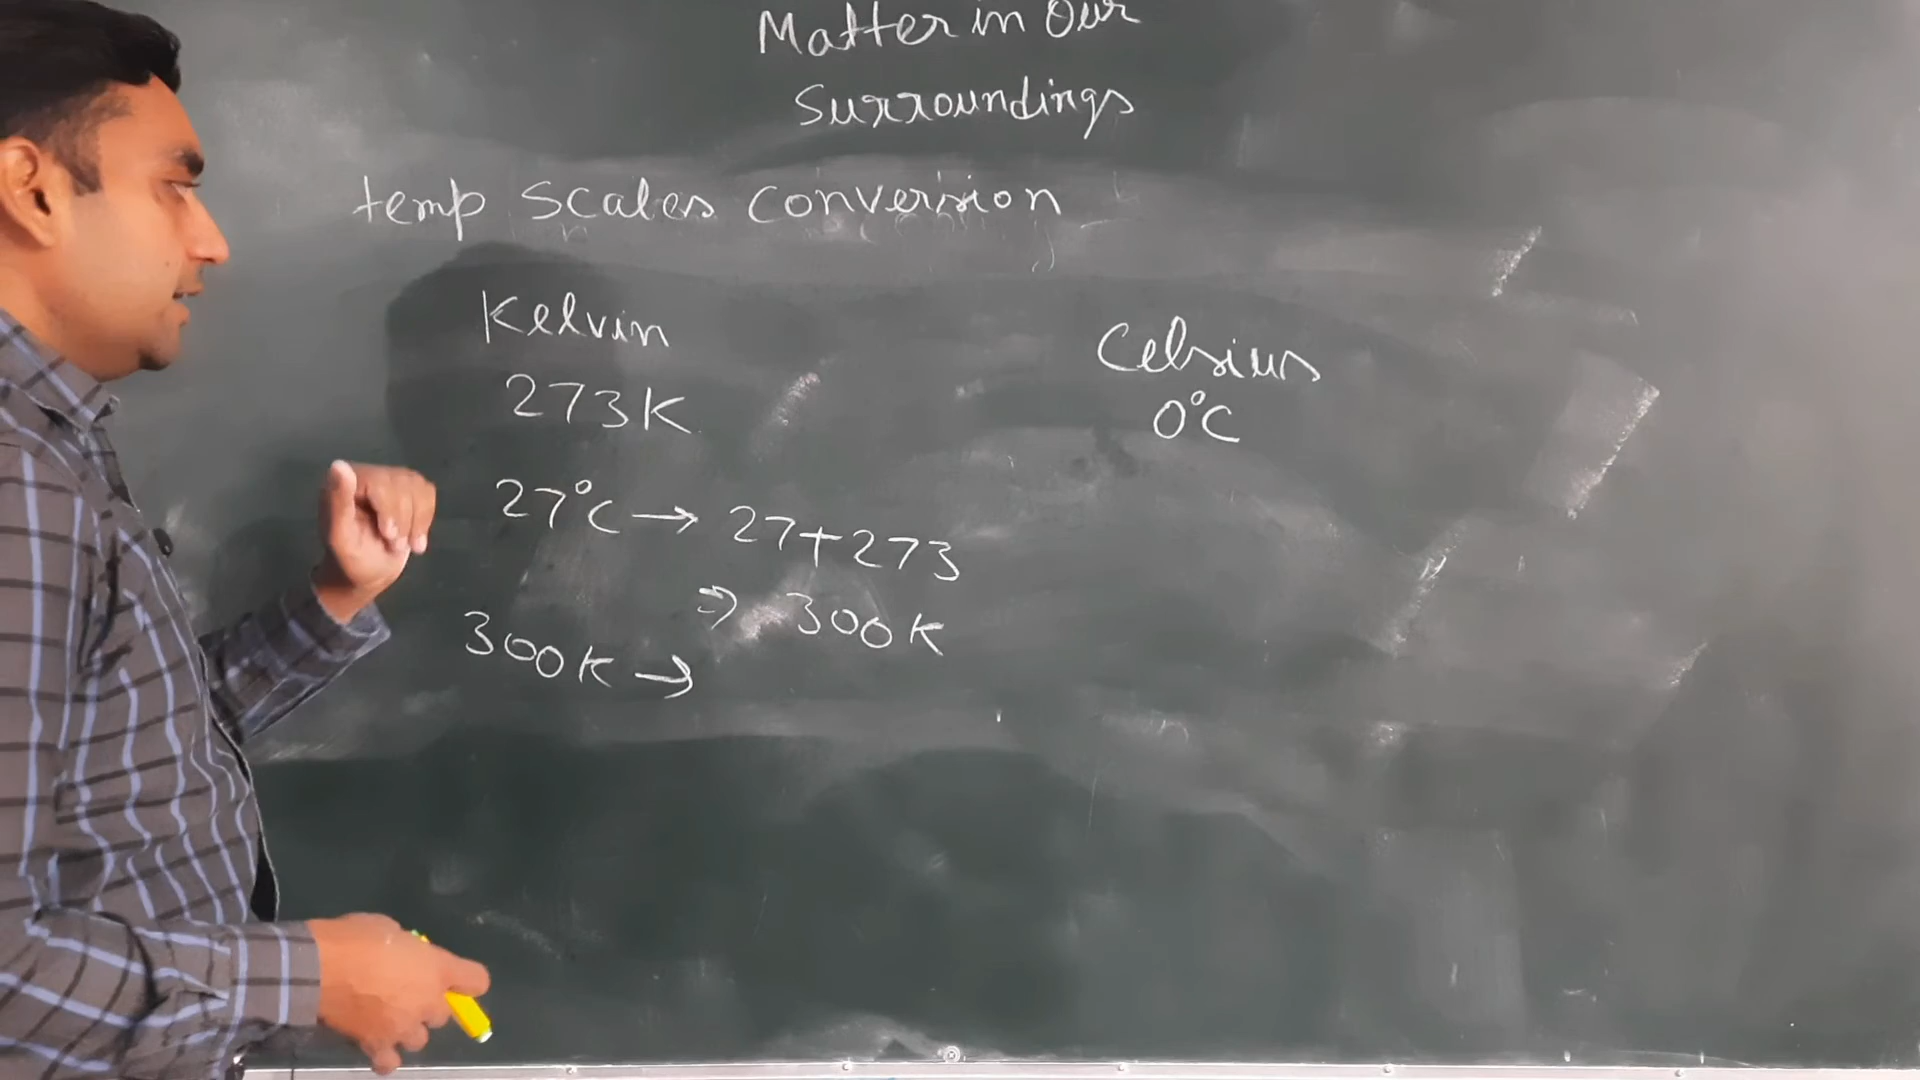 Matter in Our
Surroundings
temp scales conversion
Kelvin
Celsius
273K
0°C
27°C → 27+273
⇒ 300K
300K →